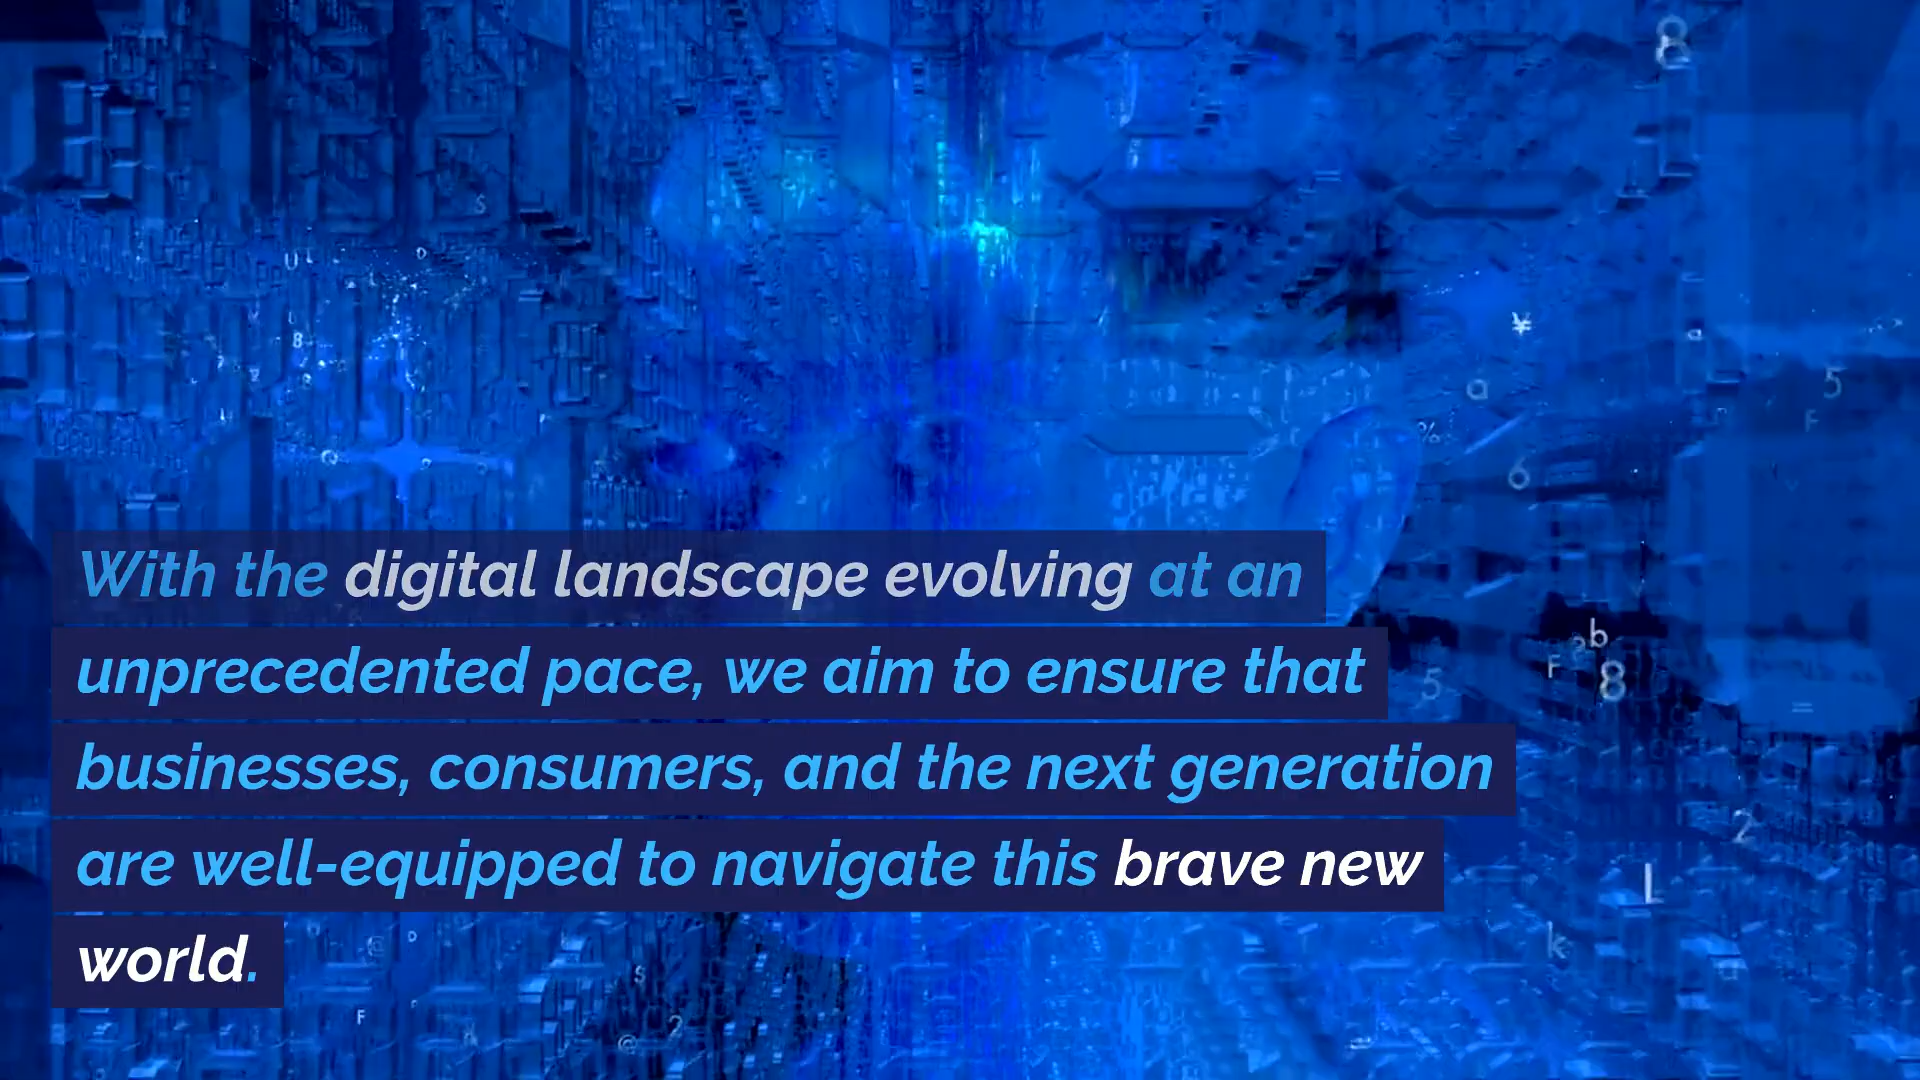 With the digital landscape evolving at an
unprecedented pace, we aim to ensure that
businesses, consumers, and the next generation
are well-equipped to navigate this brave new
world.